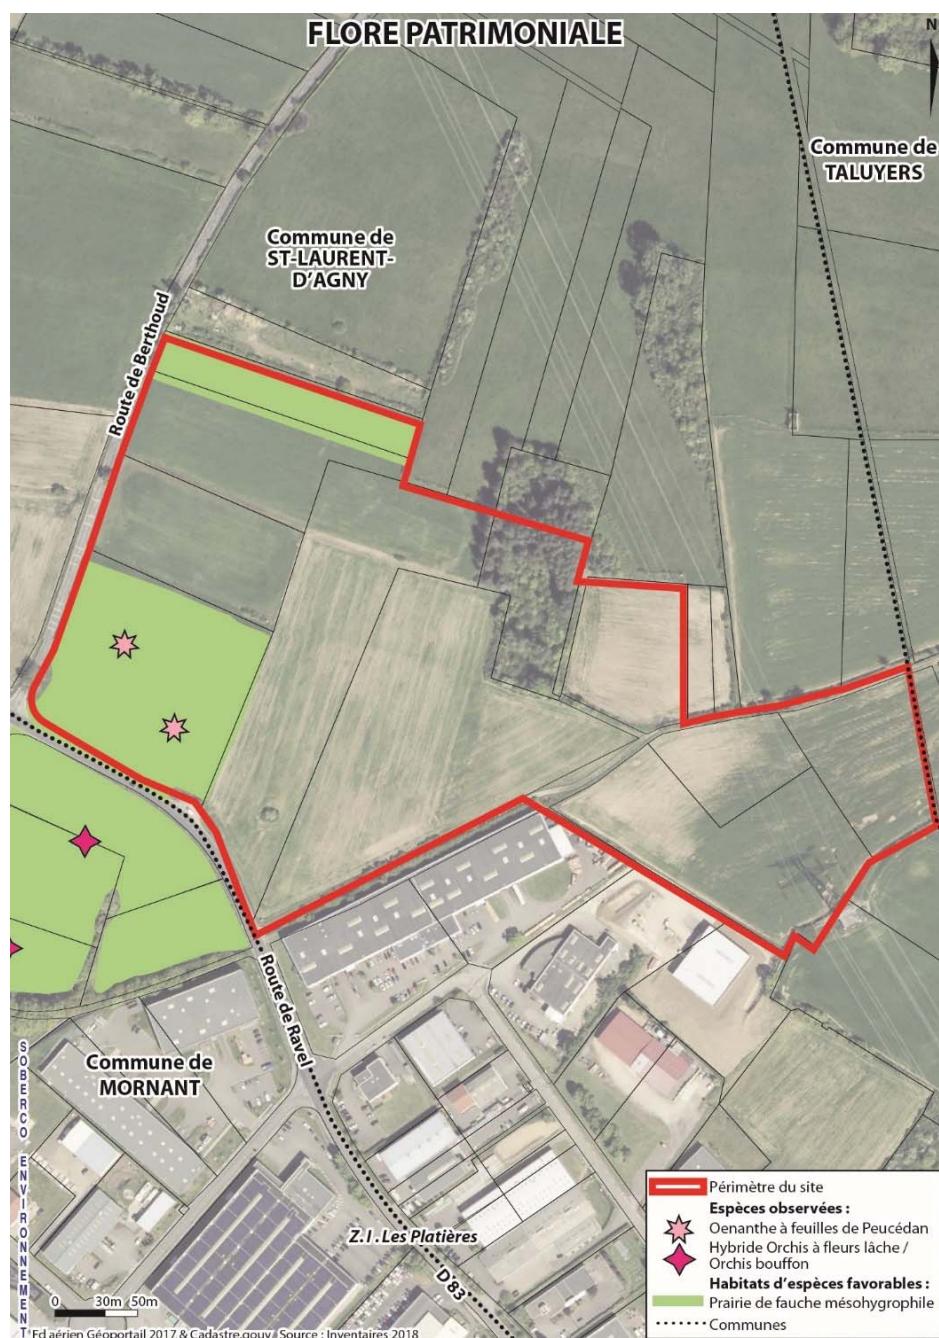 FLORE PATRIMONIALE
N
Commune de
TALUYERS
Commune de
ST-LAURENT-
D'AGNY
Route de Berthoud
Route de Ravel
Commune de
MORNANT
Z.I. Les Platières
D 83
SOBERCO ENVIRONNEMENT
Périmètre du site
Espèces observées :
Oenanthe à feuilles de Peucédan
Hybride Orchis à fleurs lâche /
Orchis bouffon
Habitats d'espèces favorables :
Prairie de fauche mésohygrophile
Communes
0 30m 50m
Fd aérien Géoportail 2017 & Cadastre.gouv Source : Inventaires 2018